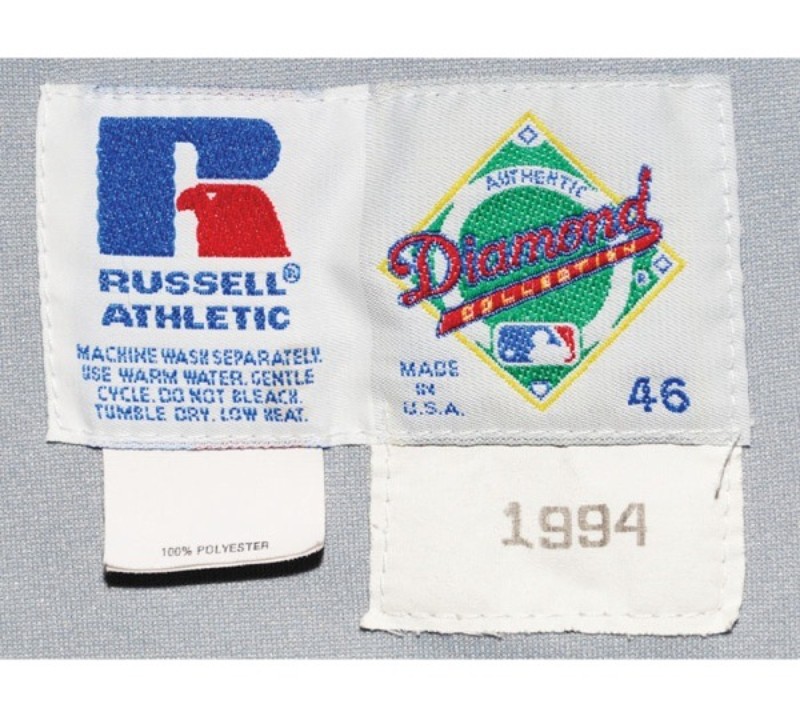 RUSSELL®
ATHLETIC
MACHINE WASH SEPARATELY.
USE WARM WATER. GENTLE
CYCLE. DO NOT BLEACH.
TUMBLE DRY. LOW HEAT.
100% POLYESTER
AUTHENTIC
Diamond
COLLECTION
®
MADE
IN
U.S.A.
46
1994